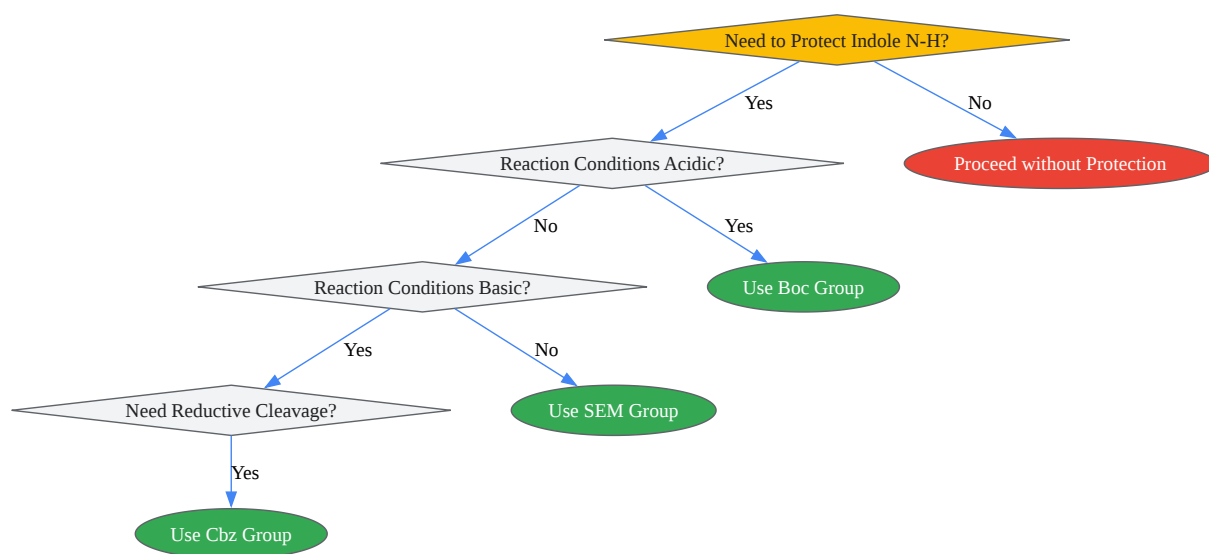 Need to Protect Indole N-H?
Yes
No
Reaction Conditions Acidic?
Proceed without Protection
No
Yes
Reaction Conditions Basic?
Use Boc Group
Yes
No
Need Reductive Cleavage?
Use SEM Group
Yes
Use Cbz Group